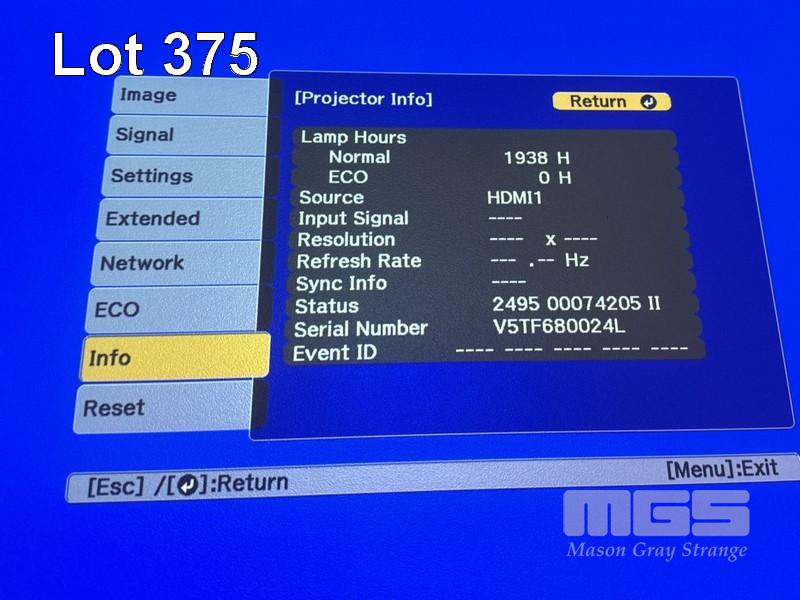 Lot 375
Image
Signal
Settings
Extended
Network
ECO
Info
Reset
[Projector Info]
Return
Lamp Hours
Normal 1938 H
ECO 0 H
Source HDMI1
Input Signal ----
Resolution ---- x ----
Refresh Rate --- .-- Hz
Sync Info ----
Status 2495 00074205 II
Serial Number V5TF680024L
Event ID ---- ---- ---- ---- ----
[Esc] /[↵]:Return
[Menu]:Exit
MGS
Mason Gray Strange